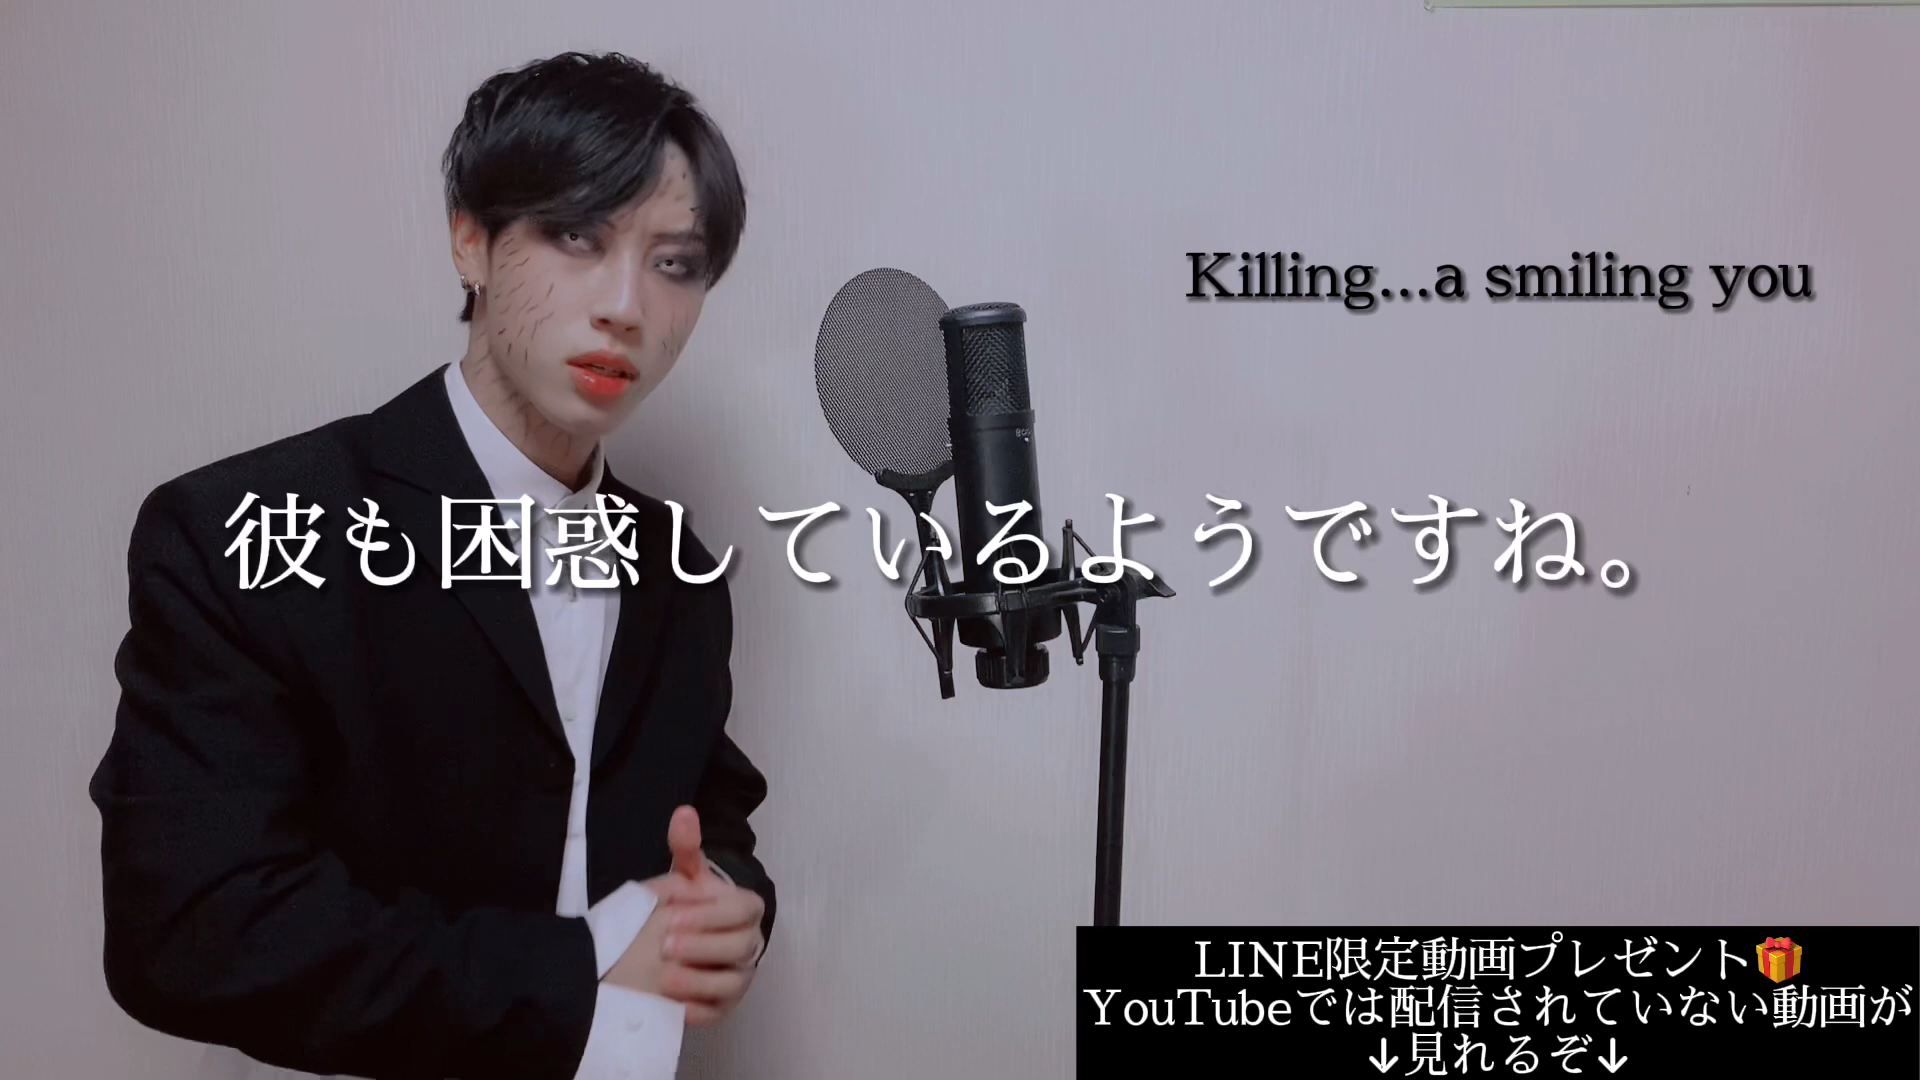 Killing...a smiling you
彼も困惑しているようですね。
LINE限定動画プレゼント🎁
YouTubeでは配信されていない動画が
↓見れるぞ↓